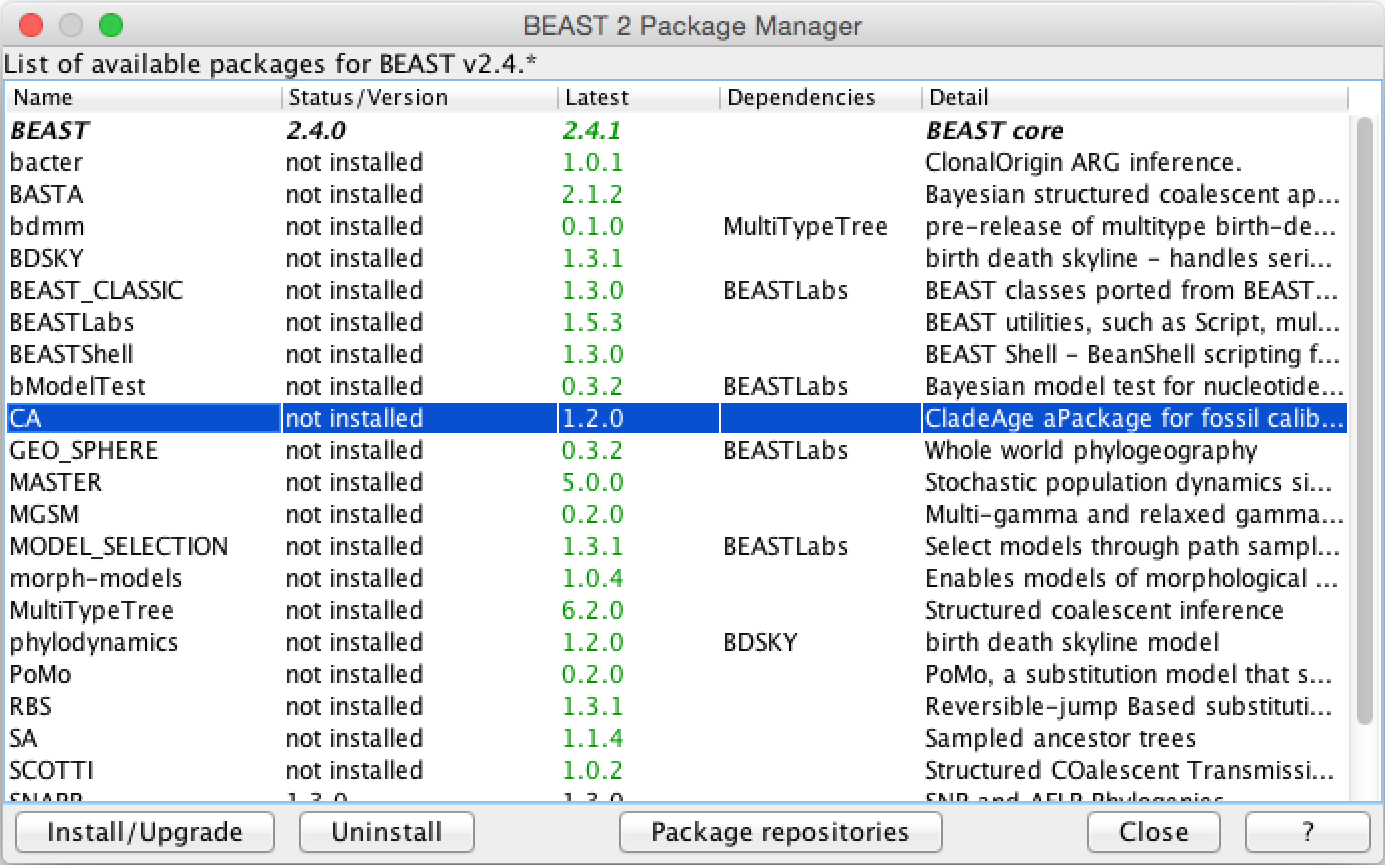 BEAST 2 Package Manager
List of available packages for BEAST v2.4.*
Name Status/Version Latest Dependencies Detail
BEAST 2.4.0 2.4.1 BEAST core
bacter not installed 1.0.1 ClonalOrigin ARG inference.
BASTA not installed 2.1.2 Bayesian structured coalescent ap...
bdmm not installed 0.1.0 MultiTypeTree pre-release of multitype birth-de...
BDSKY not installed 1.3.1 birth death skyline - handles seri...
BEAST_CLASSIC not installed 1.3.0 BEASTLabs BEAST classes ported from BEAST...
BEASTLabs not installed 1.5.3 BEAST utilities, such as Script, mul...
BEASTShell not installed 1.3.0 BEAST Shell - BeanShell scripting f...
bModelTest not installed 0.3.2 BEASTLabs Bayesian model test for nucleotide...
CA not installed 1.2.0 CladeAge aPackage for fossil calib...
GEO_SPHERE not installed 0.3.2 BEASTLabs Whole world phylogeography
MASTER not installed 5.0.0 Stochastic population dynamics si...
MGSM not installed 0.2.0 Multi-gamma and relaxed gamma...
MODEL_SELECTION not installed 1.3.1 BEASTLabs Select models through path sampl...
morph-models not installed 1.0.4 Enables models of morphological ...
MultiTypeTree not installed 6.2.0 Structured coalescent inference
phylodynamics not installed 1.2.0 BDSKY birth death skyline model
PoMo not installed 0.2.0 PoMo, a substitution model that s...
RBS not installed 1.3.1 Reversible-jump Based substituti...
SA not installed 1.1.4 Sampled ancestor trees
SCOTTI not installed 1.0.2 Structured COalescent Transmissi...
SNAPP 1.3.0 1.3.0 SNP and AFLP Phylogenies
Install/Upgrade Uninstall Package repositories Close ?